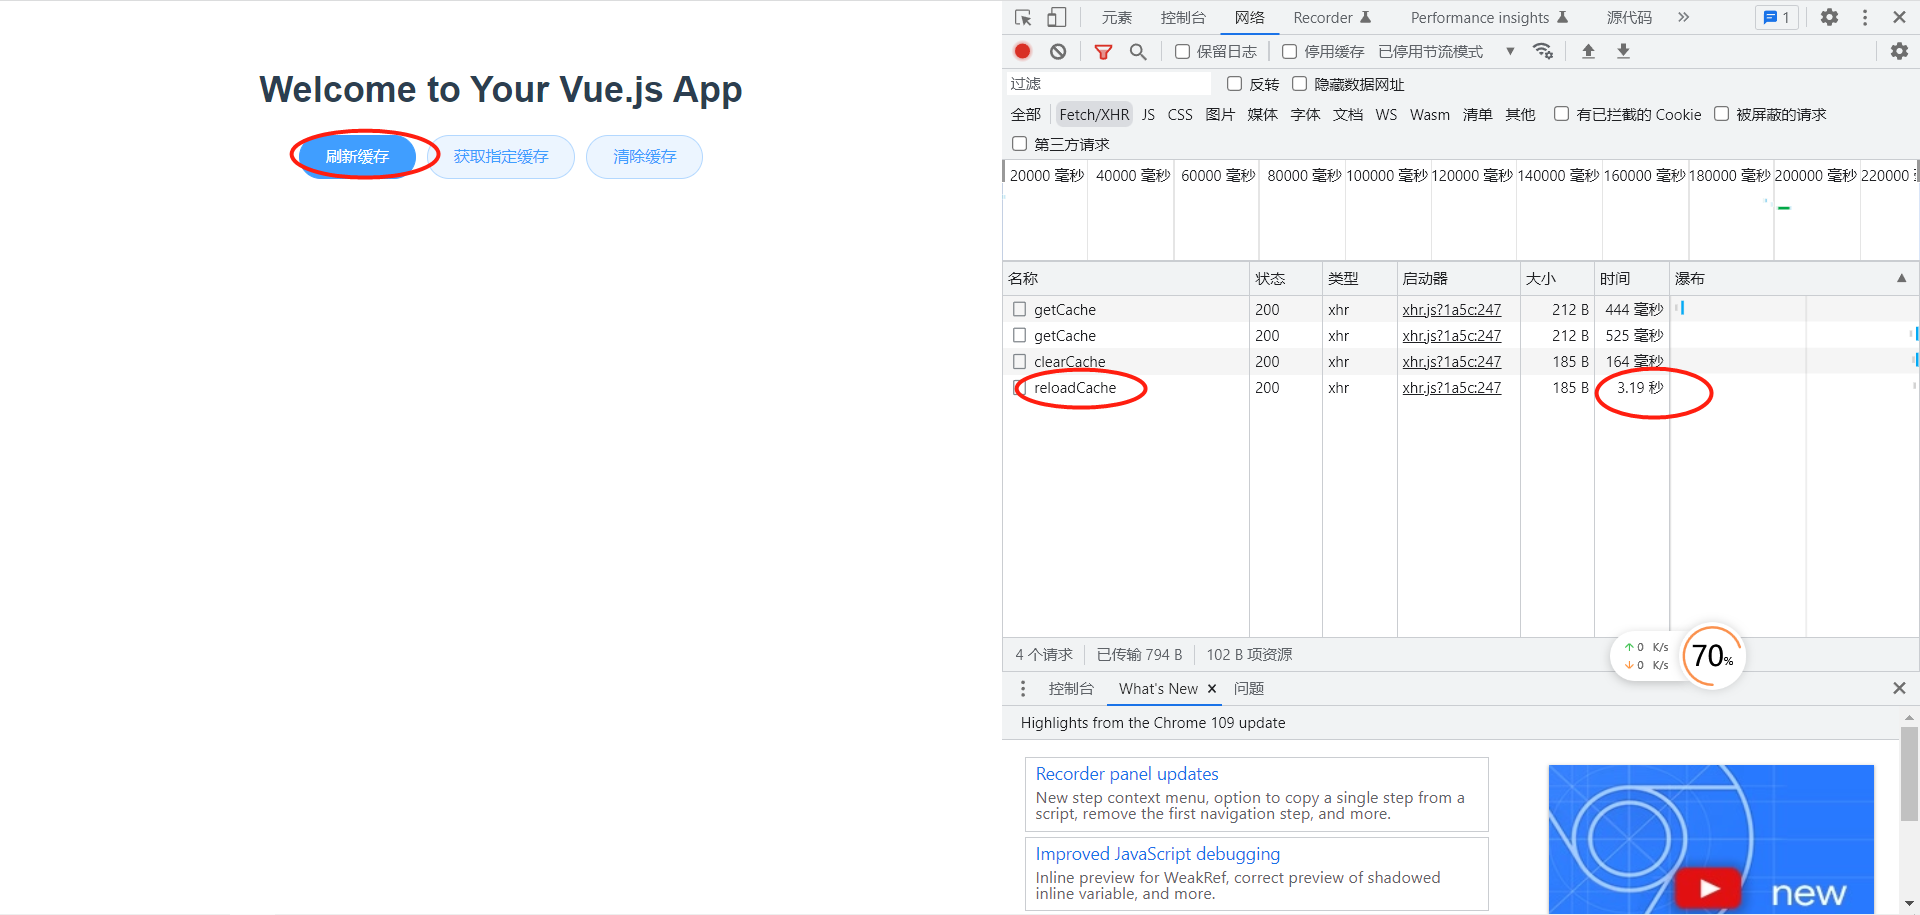 Welcome to Your Vue.js App
刷新缓存 获取指定缓存 清除缓存
元素 控制台 网络 Recorder Performance insights 源代码 1
保留日志 停用缓存 已停用节流模式
过滤 反转 隐藏数据网址
全部 Fetch/XHR JS CSS 图片 媒体 字体 文档 WS Wasm 清单 其他 有已拦截的 Cookie 被屏蔽的请求
第三方请求
20000 毫秒 40000 毫秒 60000 毫秒 80000 毫秒 100000 毫秒 120000 毫秒 140000 毫秒 160000 毫秒 180000 毫秒 200000 毫秒 220000
名称 状态 类型 启动器 大小 时间 瀑布
getCache 200 xhr xhr.js?1a5c:247 212 B 444 毫秒
getCache 200 xhr xhr.js?1a5c:247 212 B 525 毫秒
clearCache 200 xhr xhr.js?1a5c:247 185 B 164 毫秒
reloadCache 200 xhr xhr.js?1a5c:247 185 B 3.19 秒
4 个请求 已传输 794 B 102 B 项资源
↑ 0 K/s
↓ 0 K/s
70%
控制台 What's New × 问题
Highlights from the Chrome 109 update
Recorder panel updates
New step context menu, option to copy a single step from a
script, remove the first navigation step, and more.
Improved JavaScript debugging
Inline preview for WeakRef, correct preview of shadowed
inline variable, and more.
new